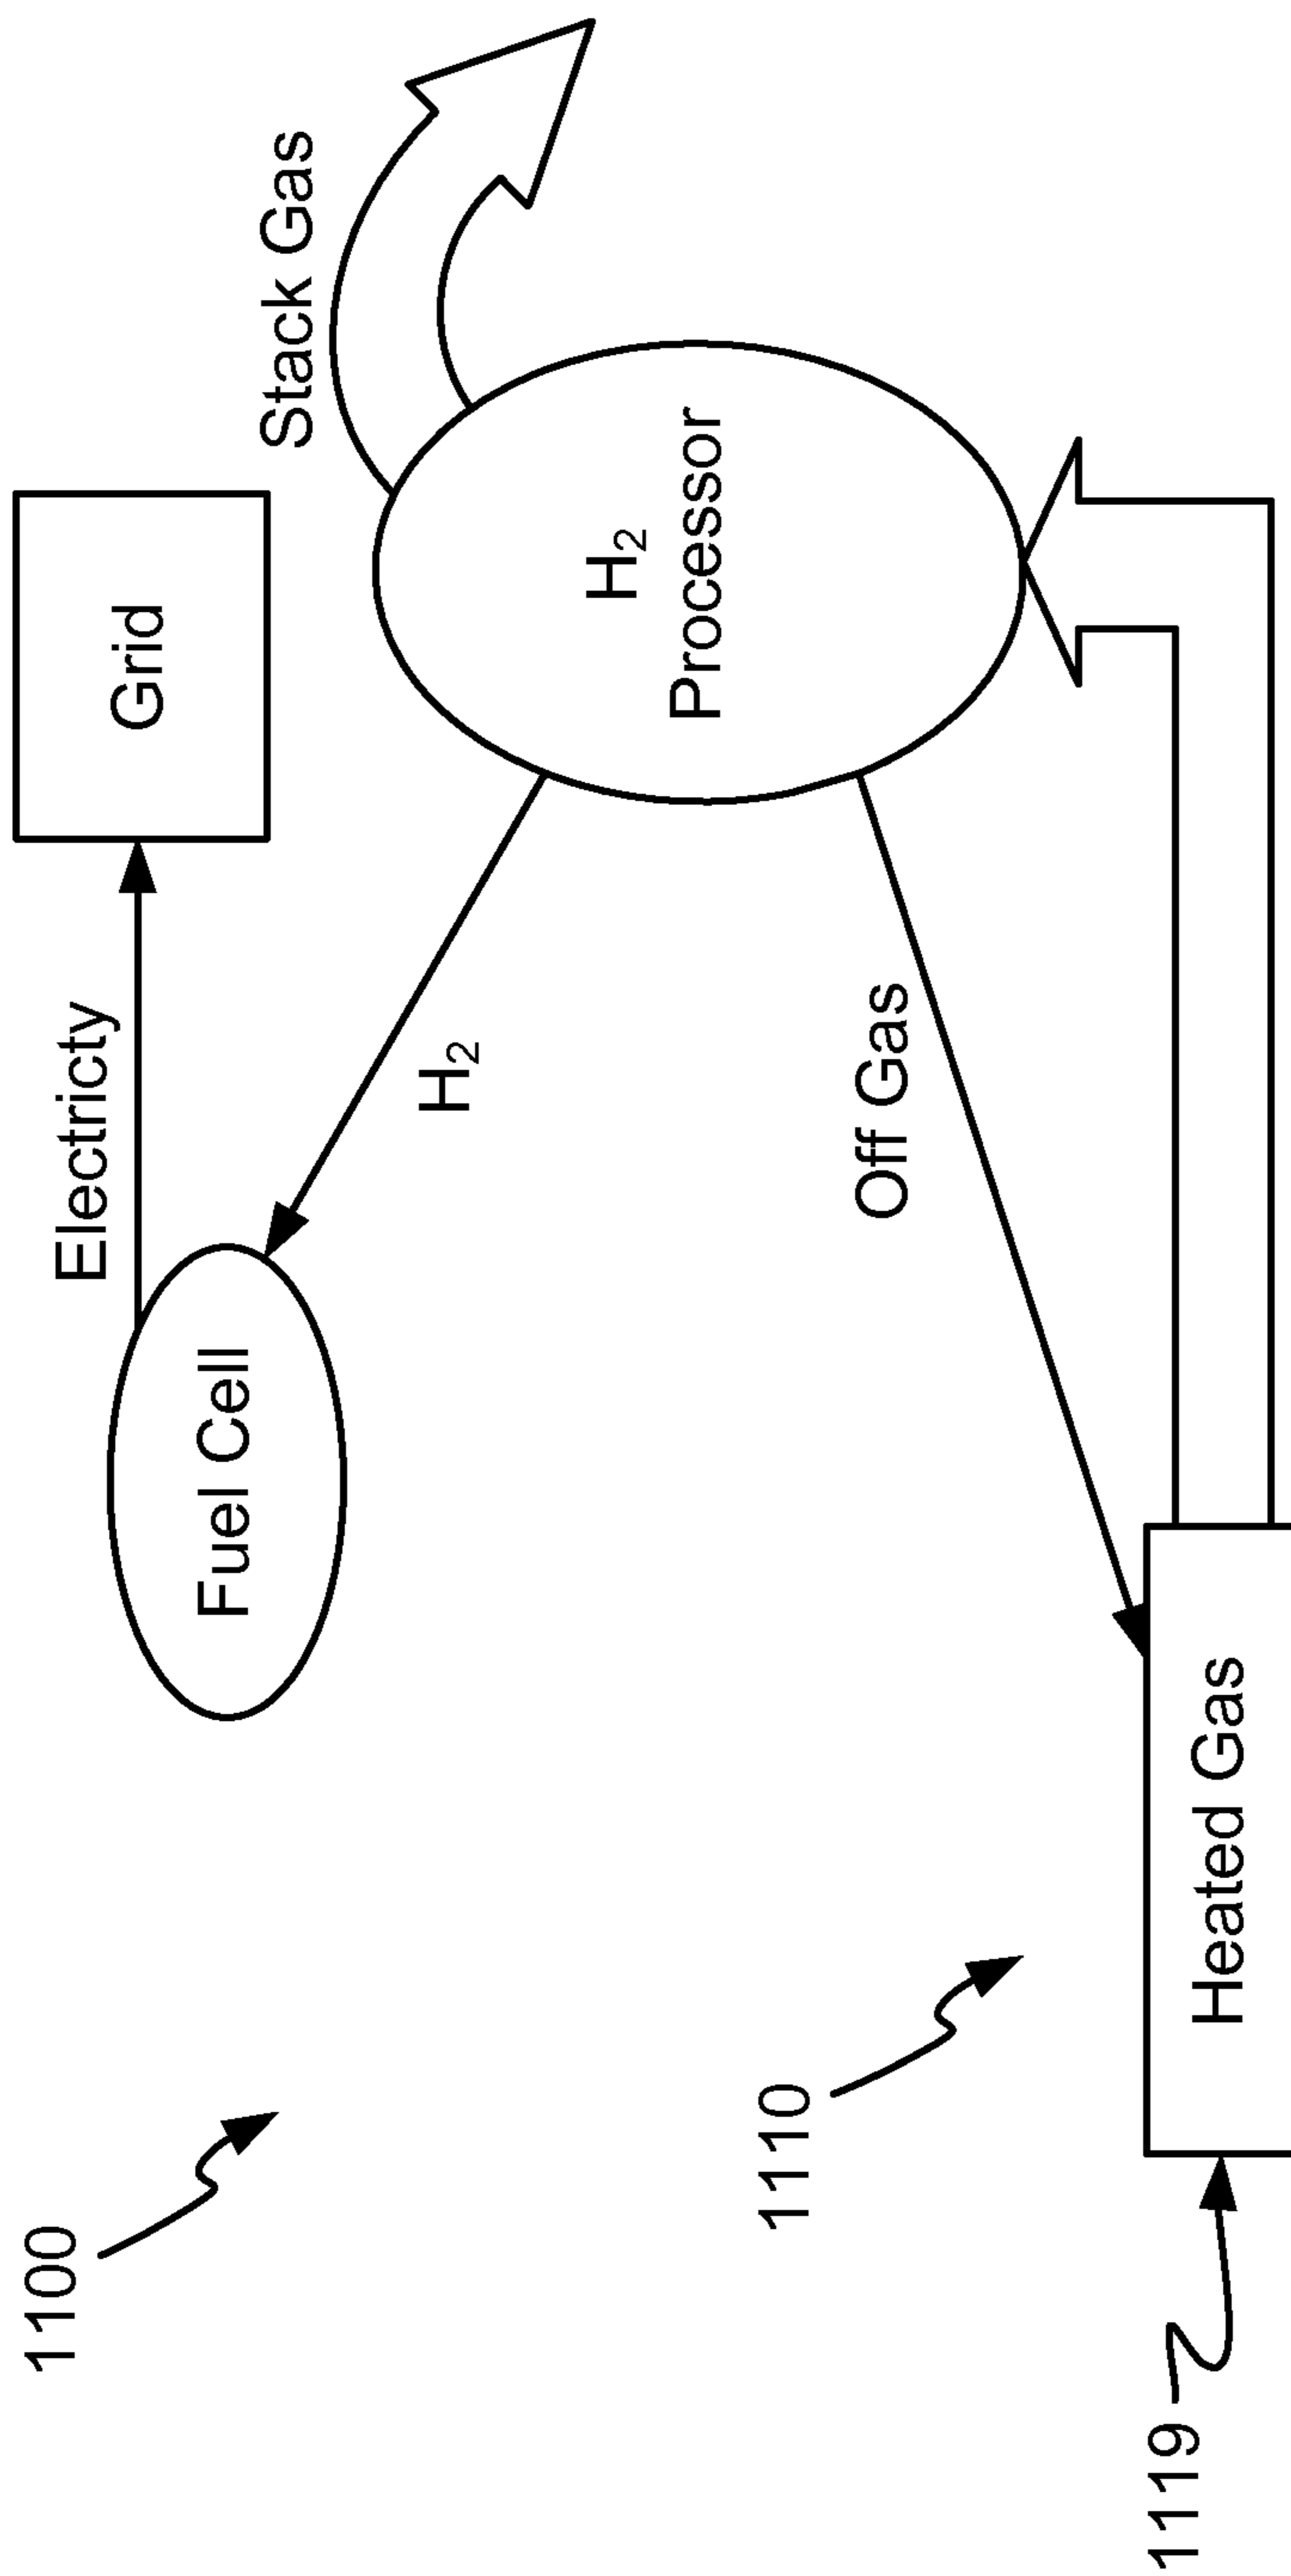 1100
Electricty
Grid
Fuel Cell
Stack Gas
H₂
H₂
Processor
1110
Off Gas
1119
Heated Gas